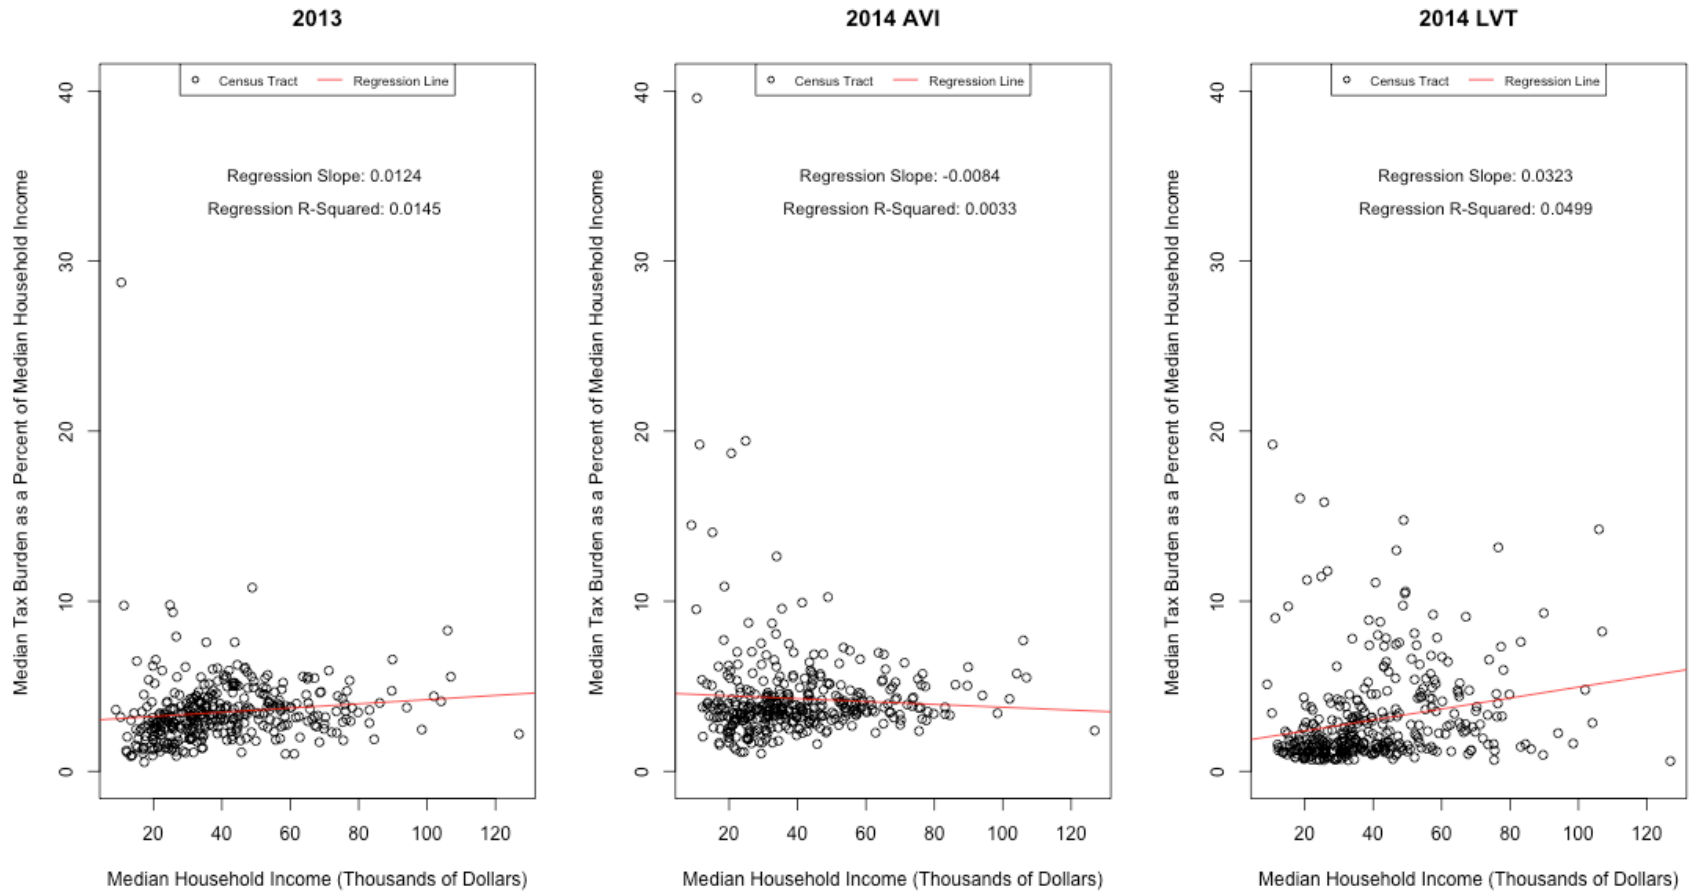 2013
Census Tract Regression Line
Regression Slope: 0.0124
Regression R-Squared: 0.0145
Median Tax Burden as a Percent of Median Household Income
40
30
20
10
0
20 40 60 80 100 120
Median Household Income (Thousands of Dollars)
2014 AVI
Census Tract Regression Line
Regression Slope: -0.0084
Regression R-Squared: 0.0033
Median Tax Burden as a Percent of Median Household Income
40
30
20
10
0
20 40 60 80 100 120
Median Household Income (Thousands of Dollars)
2014 LVT
Census Tract Regression Line
Regression Slope: 0.0323
Regression R-Squared: 0.0499
Median Tax Burden as a Percent of Median Household Income
40
30
20
10
0
20 40 60 80 100 120
Median Household Income (Thousands of Dollars)